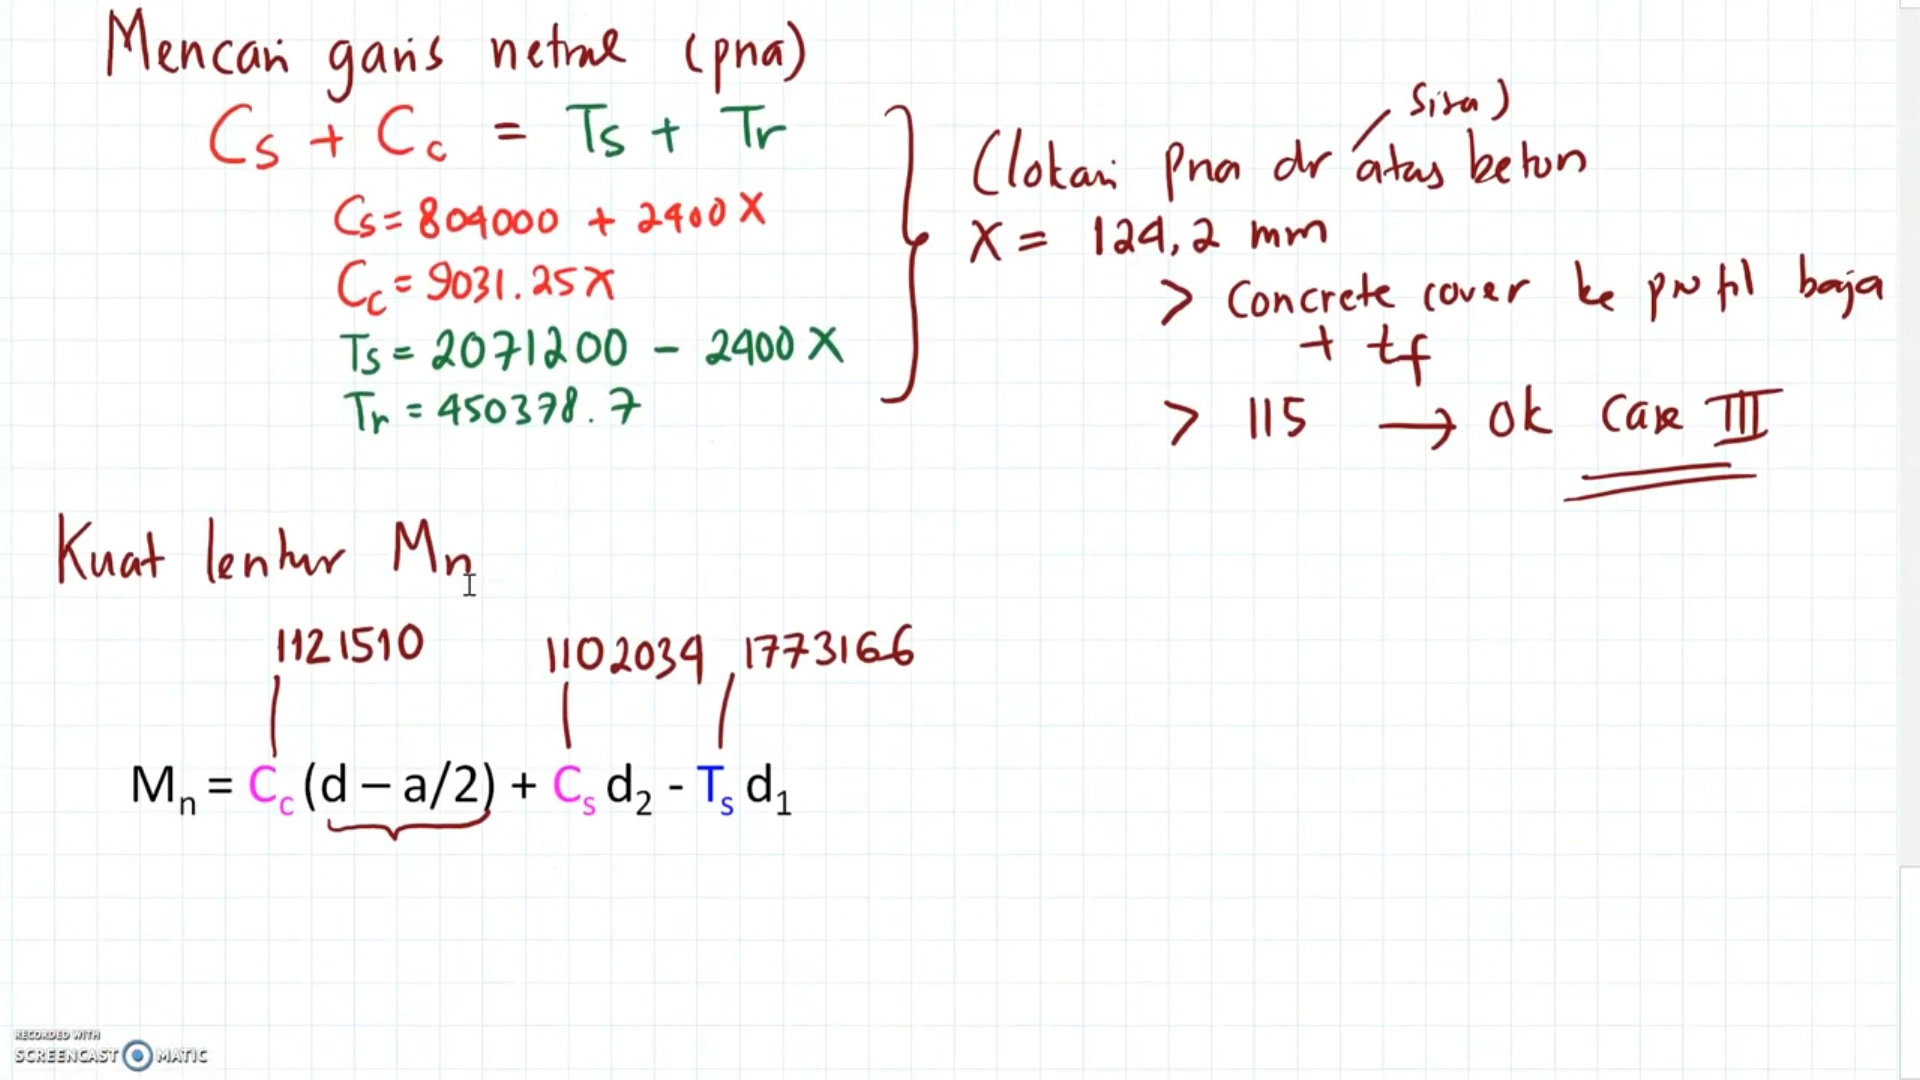 Mencari garis netral (pna)
Cs + Cc = Ts + Tr
Cs = 804000 + 2400 X
Cc = 9031.25X
Ts = 2071200 - 2400 X
Tr = 450378.7
sisa)
(lokasi pna dr atas beton
X = 124,2 mm
> Concrete cover ke profil baja
+ tf
> 115 → ok Case III
Kuat lentur Mn
1121510 1102034 1773166
Mn = Cc (d – a/2) + Cs d2 - Ts d1
RECORDED WITH
SCREENCAST MATIC